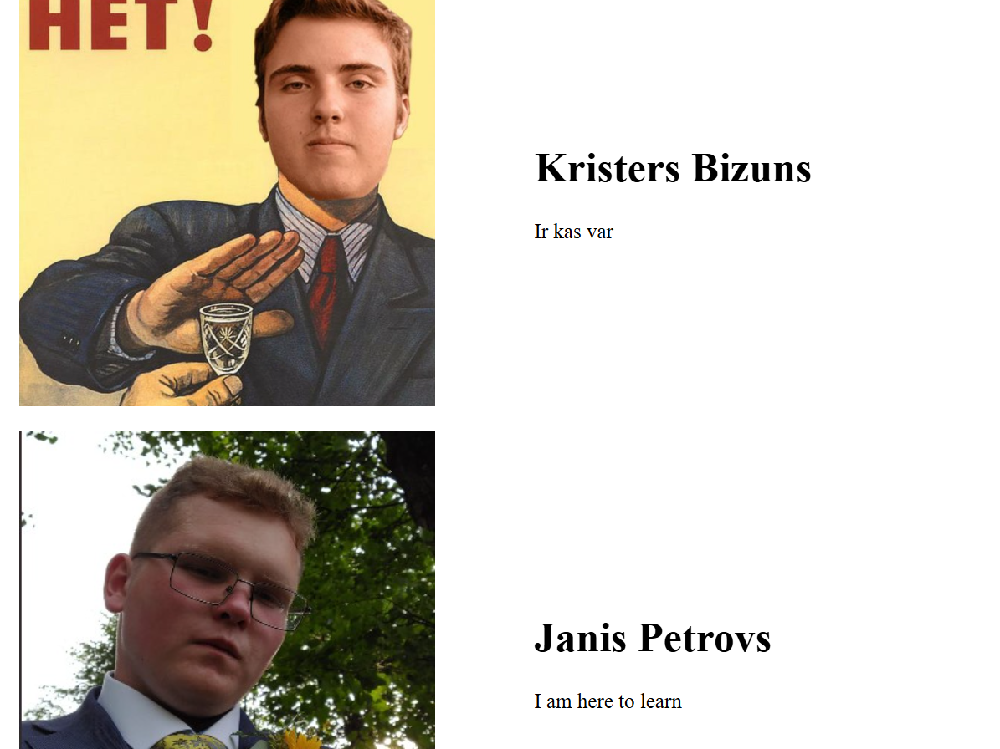 НЕТ!
Kristers Bizuns
Ir kas var
Janis Petrovs
I am here to learn